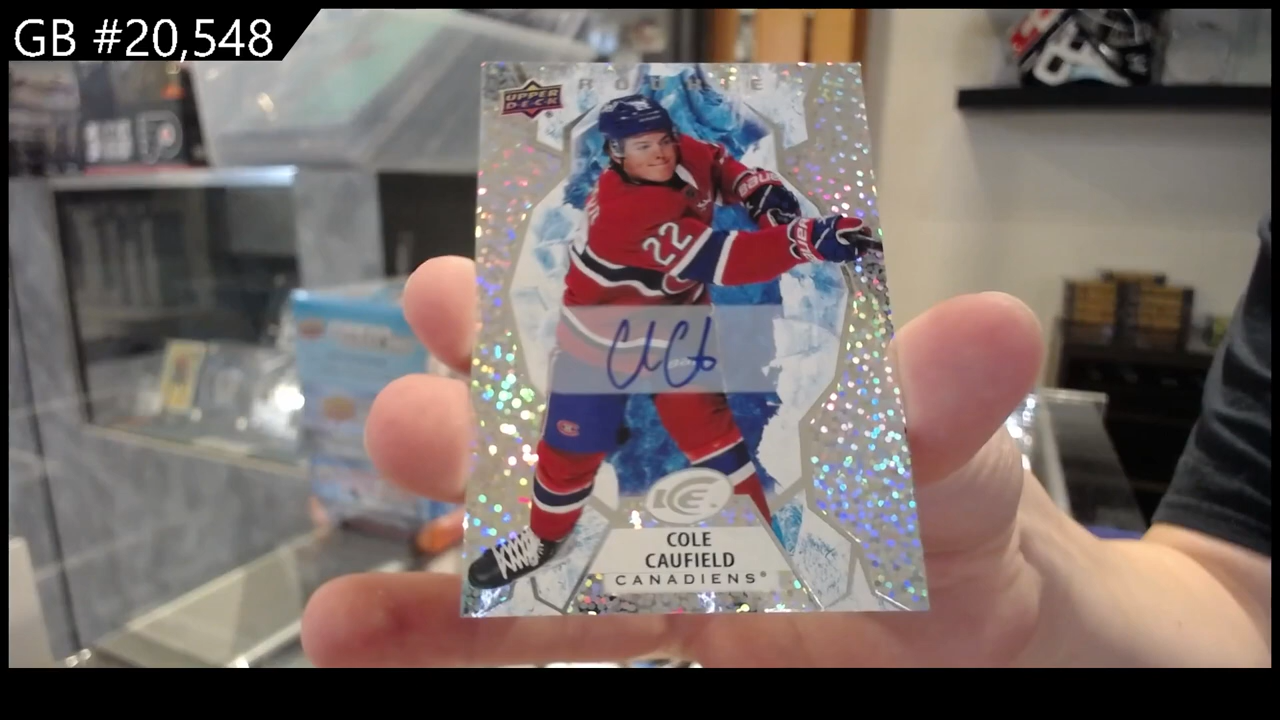 GB #20,548
ROOKIE
UPPER
DECK
22
ICE
COLE
CAUFIELD
CANADIENS®